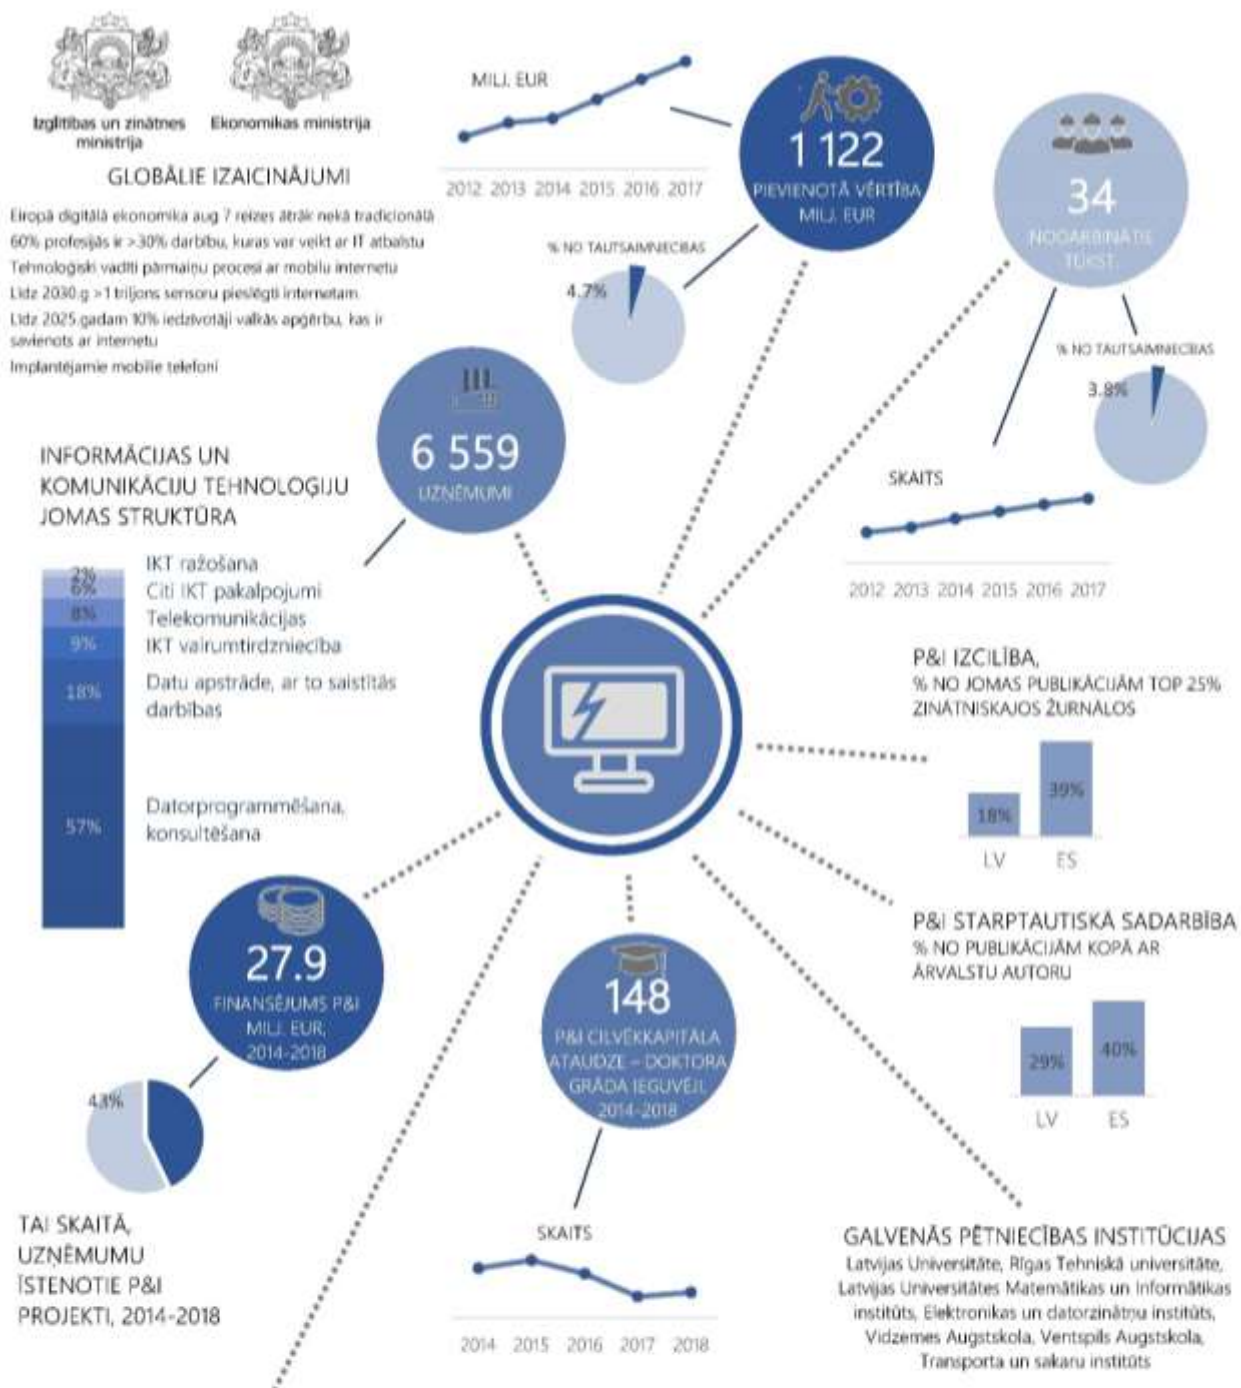 Izglītības un zinātnes
ministrija
Ekonomikas ministrija
GLOBĀLIE IZAICINĀJUMI
Eiropā digitālā ekonomika aug 7 reizes ātrāk nekā tradicionālā
60% profesijās ir >30% darbību, kuras var veikt ar IT atbalstu
Tehnoloģiski vadīti pārmaiņu procesi ar mobilu internetu
Līdz 2030.g >1 triljons sensoru pieslēgti internetam
Līdz 2025.gadam 10% iedzīvotāji valkās apģērbu, kas ir
savienots ar internetu
Implantējamie mobilie telefoni
MILJ. EUR
2012 2013 2014 2015 2016 2017
1 122
PIEVIENOTĀ VĒRTĪBA
MILJ. EUR
% NO TAUTSAIMNIECĪBAS
4.7%
34
NODARBINĀTIE
TŪKST.
% NO TAUTSAIMNIECĪBAS
3.8%
SKAITS
2012 2013 2014 2015 2016 2017
6 559
UZŅĒMUMI
INFORMĀCIJAS UN
KOMUNIKĀCIJU TEHNOLOĢIJU
JOMAS STRUKTŪRA
2% IKT ražošana
6% Citi IKT pakalpojumi
8% Telekomunikācijas
9% IKT vairumtirdzniecība
18% Datu apstrāde, ar to saistītās
darbības
57% Datorprogrammēšana,
konsultēšana
P&I IZCILĪBA,
% NO JOMAS PUBLIKĀCIJĀM TOP 25%
ZINĀTNISKAJOS ŽURNĀLOS
18% 39%
LV ES
P&I STARPTAUTISKĀ SADARBĪBA
% NO PUBLIKĀCIJĀM KOPĀ AR
ĀRVALSTU AUTORU
29% 40%
LV ES
27.9
FINANSĒJUMS P&I
MILJ. EUR,
2014-2018
43%
TAI SKAITĀ,
UZŅĒMUMU
ĪSTENOTIE P&I
PROJEKTI, 2014-2018
148
P&I CILVĒKKAPITĀLA
ATAUDZE – DOKTORA
GRĀDA IEGUVĒJI,
2014-2018
SKAITS
2014 2015 2016 2017 2018
GALVENĀS PĒTNIECĪBAS INSTITŪCIJAS
Latvijas Universitāte, Rīgas Tehniskā universitāte,
Latvijas Universitātes Matemātikas un Informātikas
institūts, Elektronikas un datorzinātņu institūts,
Vidzemes Augstskola, Ventspils Augstskola,
Transporta un sakaru institūts